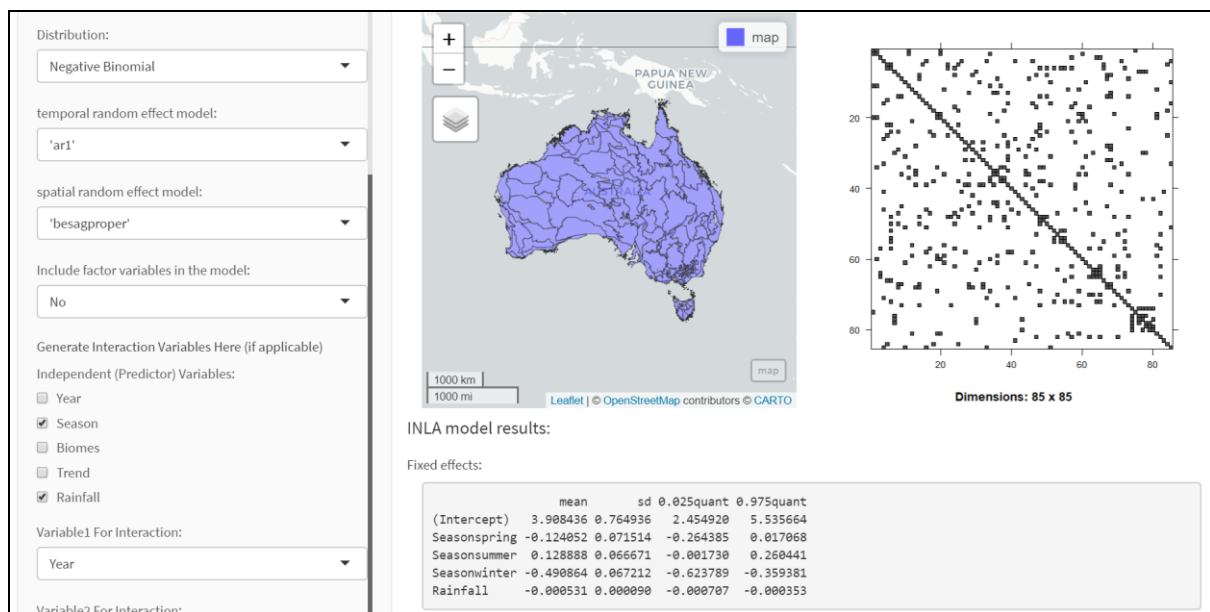 Distribution:
Negative Binomial
temporal random effect model:
'ar1'
spatial random effect model:
'besagproper'
Include factor variables in the model:
No
Generate Interaction Variables Here (if applicable)
Independent (Predictor) Variables:
Year
Season
Biomes
Trend
Rainfall
Variable1 For Interaction:
Year
Variable2 For Interaction:
+
−
map
PAPUA NEW
GUINEA
AUSTRALIA
1000 km
1000 mi
map
Leaflet | © OpenStreetMap contributors © CARTO
20
40
60
80
20 40 60 80
Dimensions: 85 x 85
INLA model results:
Fixed effects:
mean sd 0.025quant 0.975quant
(Intercept) 3.908436 0.764936 2.454920 5.535664
Seasonspring -0.124052 0.071514 -0.264385 0.017068
Seasonsummer 0.128888 0.066671 -0.001730 0.260441
Seasonwinter -0.490864 0.067212 -0.623789 -0.359381
Rainfall -0.000531 0.000090 -0.000707 -0.000353